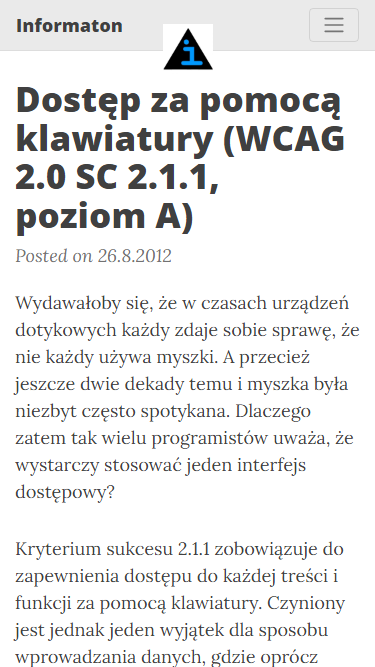 Informaton
i
Dostęp za pomocą
klawiatury (WCAG
2.0 SC 2.1.1,
poziom A)
Posted on 26.8.2012
Wydawałoby się, że w czasach urządzeń
dotykowych każdy zdaje sobie sprawę, że
nie każdy używa myszki. A przecież
jeszcze dwie dekady temu i myszka była
niezbyt często spotykana. Dlaczego
zatem tak wielu programistów uważa, że
wystarczy stosować jeden interfejs
dostępowy?
Kryterium sukcesu 2.1.1 zobowiązuje do
zapewnienia dostępu do każdej treści i
funkcji za pomocą klawiatury. Czyniony
jest jednak jeden wyjątek dla sposobu
wprowadzania danych, gdzie oprócz